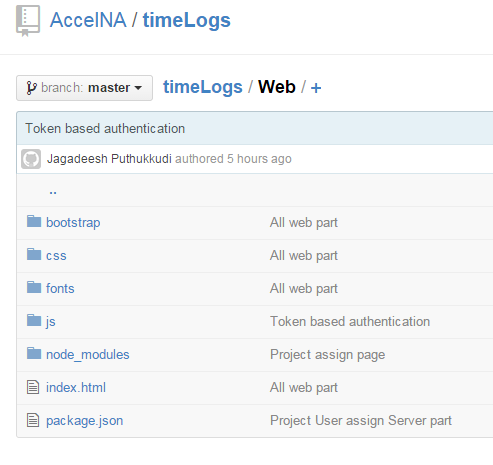 AccelNA / timeLogs
branch: master timeLogs / Web / +
Token based authentication
Jagadeesh Puthukkudi authored 5 hours ago
..
bootstrap All web part
css All web part
fonts All web part
js Token based authentication
node_modules Project assign page
index.html All web part
package.json Project User assign Server part